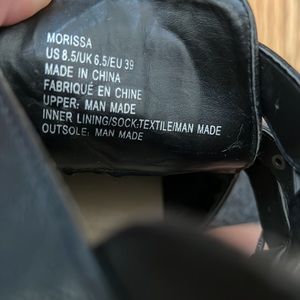 MORISSA
US 8.5/UK 6.5/EU 39
MADE IN CHINA
FABRIQUÉ EN CHINE
UPPER: MAN MADE
INNER LINING/SOCK:TEXTILE/MAN MADE
OUTSOLE: MAN MADE